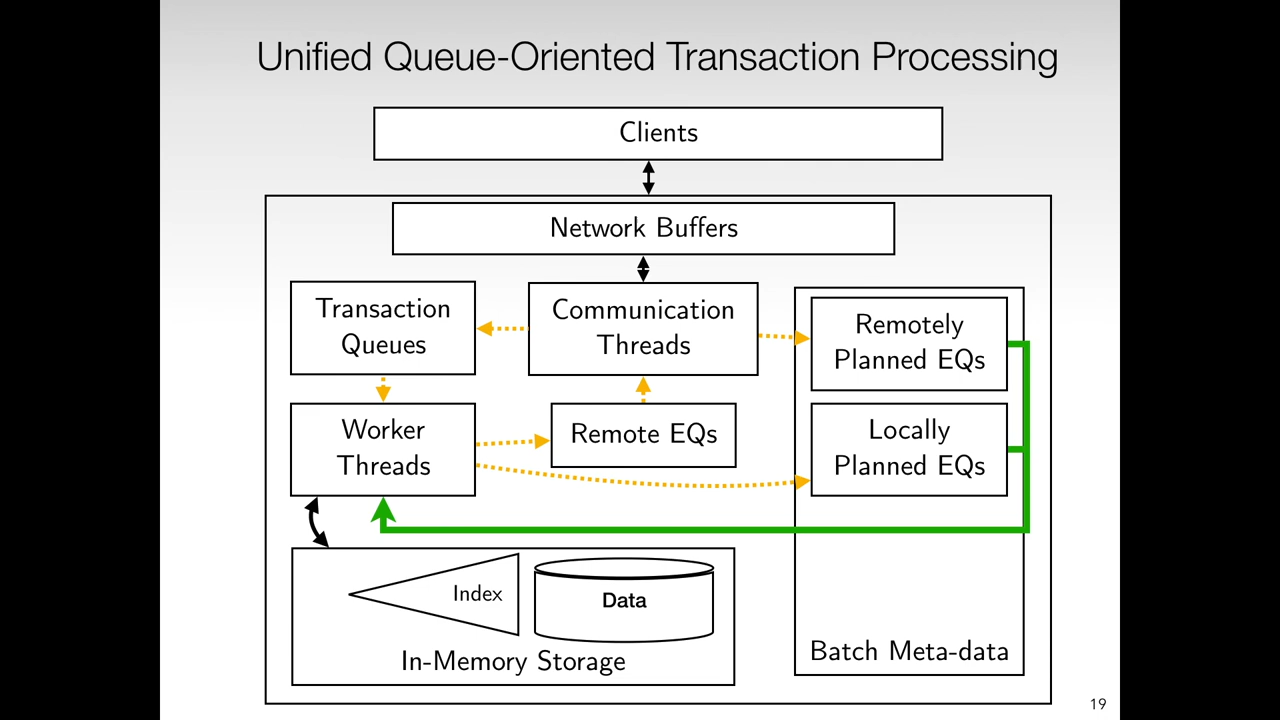 Unified Queue-Oriented Transaction Processing
Clients
Network Buffers
Transaction
Queues
Communication
Threads
Remotely
Planned EQs
Worker
Threads
Remote EQs
Locally
Planned EQs
Index
Data
In-Memory Storage
Batch Meta-data
19